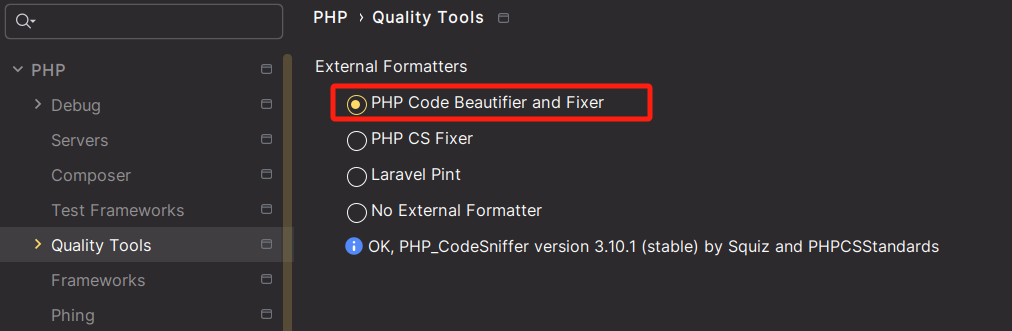 PHP › Quality Tools
PHP
Debug
Servers
Composer
Test Frameworks
Quality Tools
Frameworks
Phing
External Formatters
PHP Code Beautifier and Fixer
PHP CS Fixer
Laravel Pint
No External Formatter
OK, PHP_CodeSniffer version 3.10.1 (stable) by Squiz and PHPCSStandards